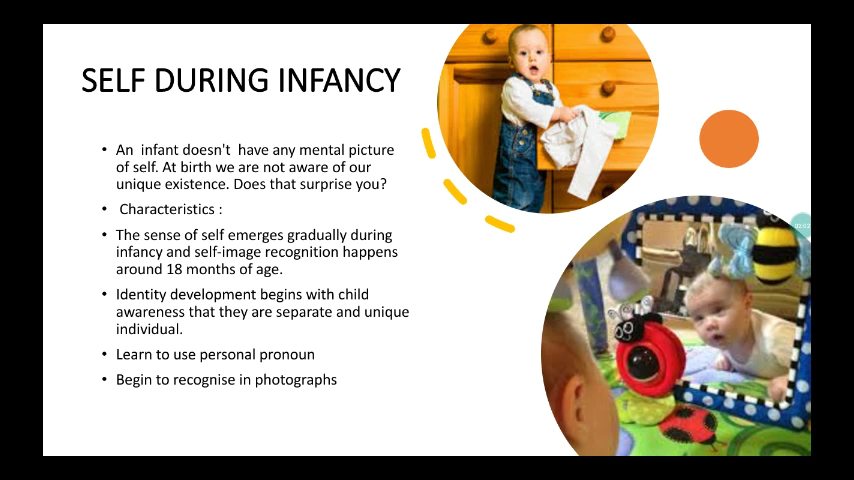 SELF DURING INFANCY
• An  infant doesn't  have any mental picture
of self. At birth we are not aware of our
unique existence. Does that surprise you?
•  Characteristics :
• The sense of self emerges gradually during
infancy and self-image recognition happens
around 18 months of age.
• Identity development begins with child
awareness that they are separate and unique
individual.
• Learn to use personal pronoun
• Begin to recognise in photographs